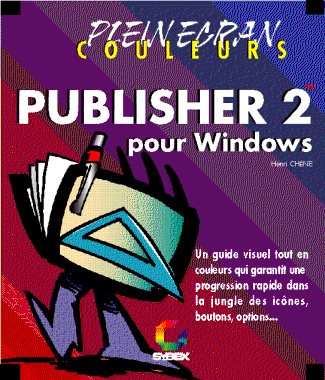 PLEIN ECRAN
COULEURS
PUBLISHER 2
pour Windows
Henri CHENE
Un guide visuel tout en
couleurs qui garantit une
progression rapide dans
la jungle des icônes,
boutons, options...
SYBEX